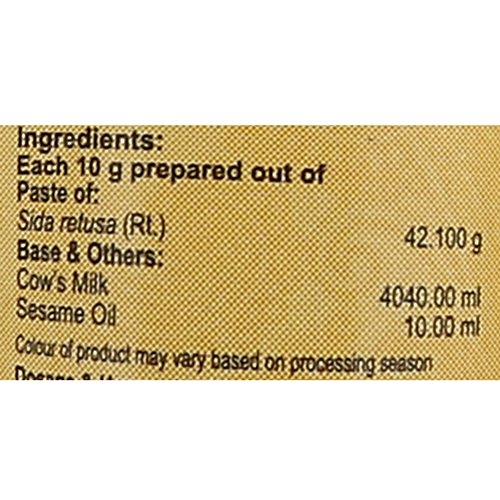 Ingredients:
Each 10 g prepared out of
Paste of:
Sida retusa (Rt.) 42.100 g
Base & Others:
Cow's Milk 4040.00 ml
Sesame Oil 10.00 ml
Colour of product may vary based on processing season